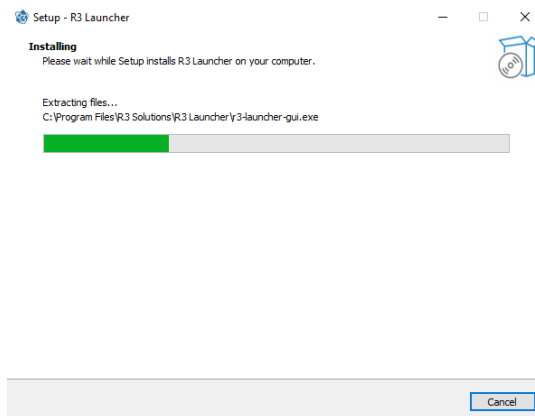 Setup - R3 Launcher
Installing
Please wait while Setup installs R3 Launcher on your computer.
Extracting files...
C:\Program Files\R3 Solutions\R3 Launcher\r3-launcher-gui.exe
Cancel